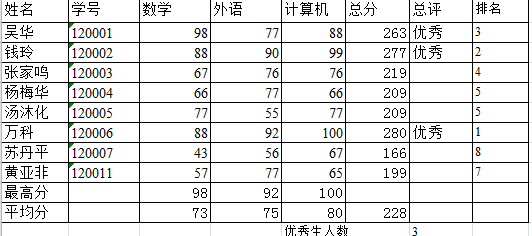 姓名 学号 数学 外语 计算机 总分 总评 排名
吴华 120001 98 77 88 263 优秀 3
钱玲 120002 88 90 99 277 优秀 2
张家鸣 120003 67 76 76 219 4
杨梅华 120004 66 77 66 209 5
汤沐化 120005 77 55 77 209 5
万科 120006 88 92 100 280 优秀 1
苏丹平 120007 43 56 67 166 8
黄亚非 120011 57 77 65 199 7
最高分 98 92 100
平均分 73 75 80 228
优秀生人数 3